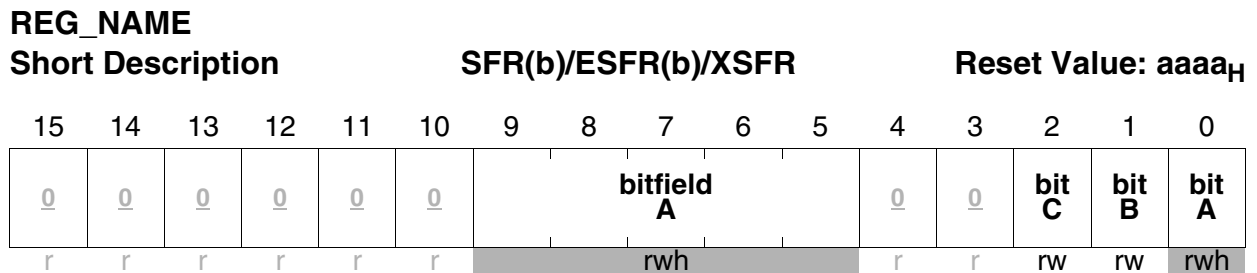 REG_NAME
Short Description SFR(b)/ESFR(b)/XSFR Reset Value: aaaaH
15 14 13 12 11 10 9 8 7 6 5 4 3 2 1 0
0 0 0 0 0 0 bitfield A 0 0 bit C bit B bit A
r r r r r r rwh r r rw rw rwh